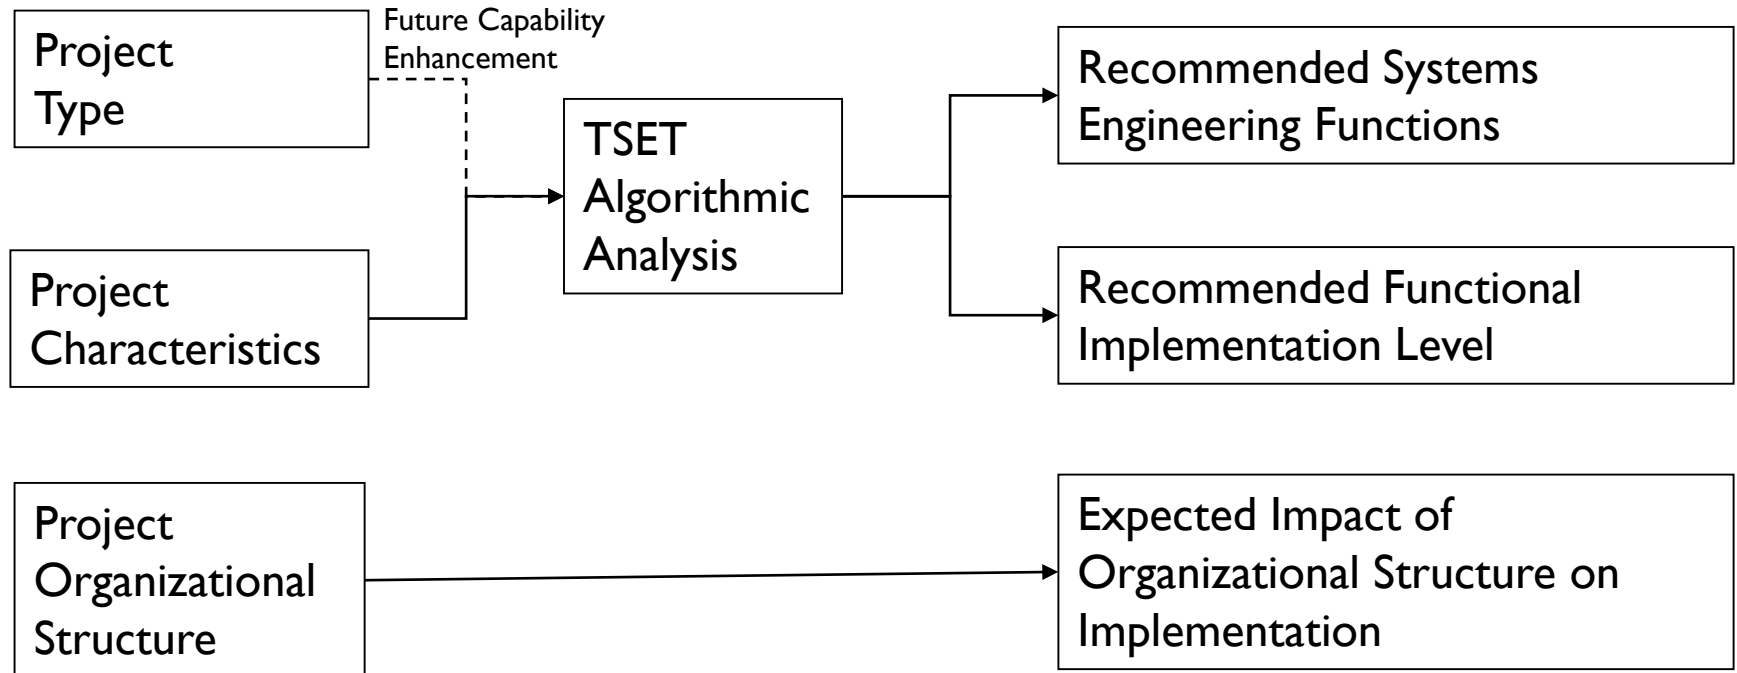 Project
Type
Future Capability
Enhancement
TSET
Algorithmic
Analysis
Recommended Systems
Engineering Functions
Project
Characteristics
Recommended Functional
Implementation Level
Project
Organizational
Structure
Expected Impact of
Organizational Structure on
Implementation